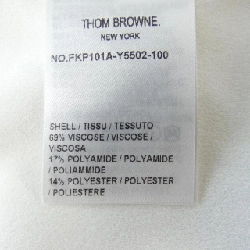 THOM BROWNE.
NEW YORK
NO.FKP101A-Y5502-100
SHELL / TISSU / TESSUTO
69% VISCOSE / VISCOSE /
VISCOSA
17% POLYAMIDE / POLYAMIDE
/ POLIAMMIDE
14% POLYESTER / POLYESTER
/ POLIESTERE